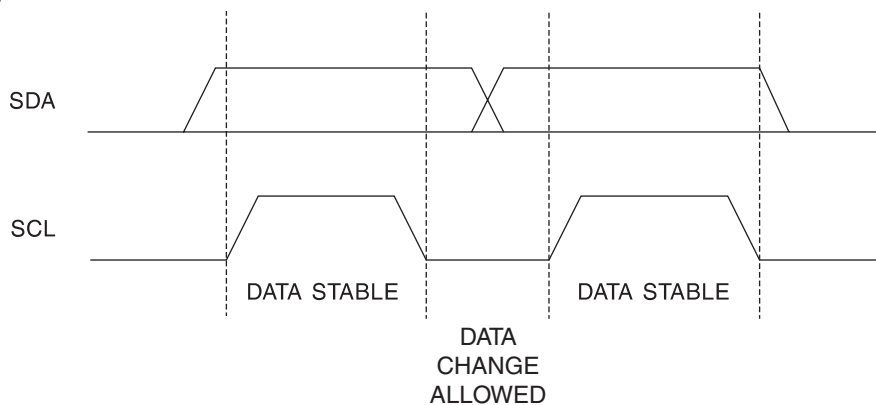 SDA
SCL
DATA STABLE
DATA STABLE
DATA
CHANGE
ALLOWED